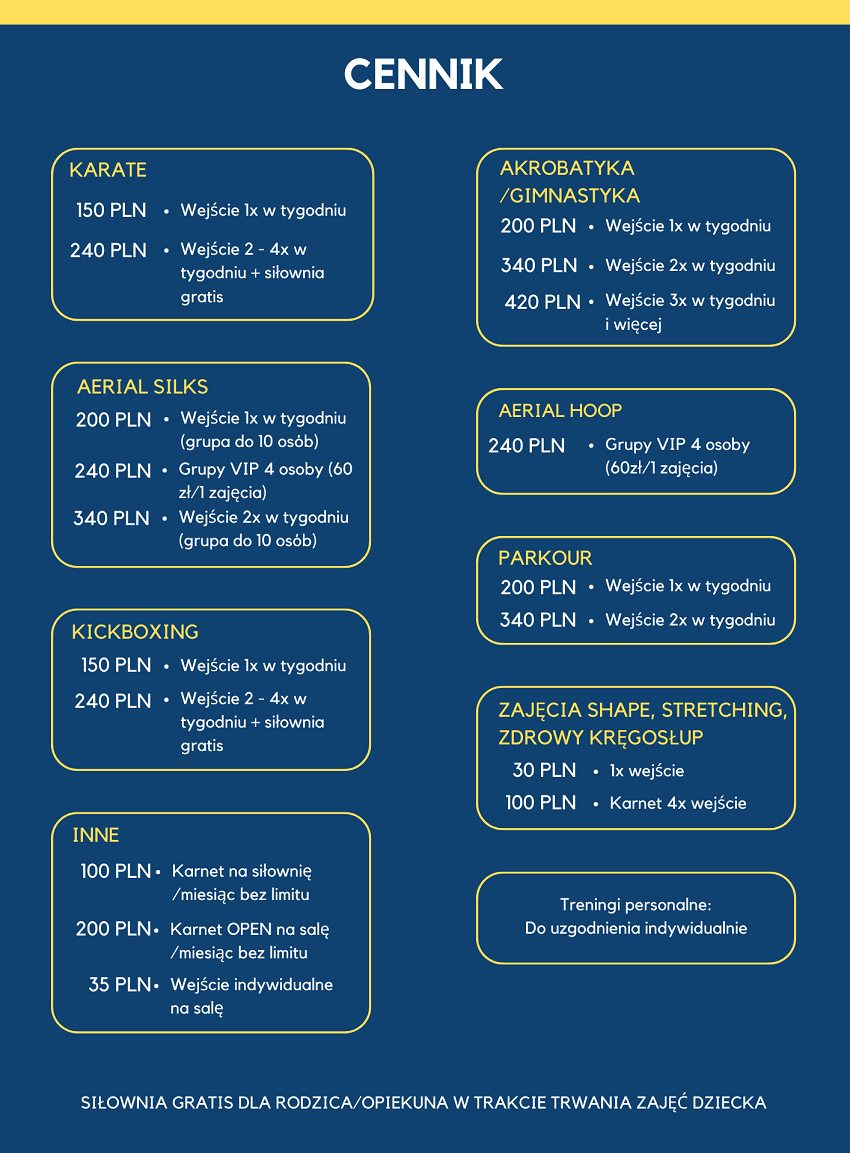 CENNIK
KARATE
150 PLN • Wejście 1x w tygodniu
240 PLN • Wejście 2 - 4x w
tygodniu + siłownia
gratis
AERIAL SILKS
200 PLN • Wejście 1x w tygodniu
(grupa do 10 osób)
240 PLN • Grupy VIP 4 osoby (60
zł/1 zajęcia)
340 PLN • Wejście 2x w tygodniu
(grupa do 10 osób)
KICKBOXING
150 PLN • Wejście 1x w tygodniu
240 PLN • Wejście 2 - 4x w
tygodniu + siłownia
gratis
INNE
100 PLN • Karnet na siłownię
/miesiąc bez limitu
200 PLN • Karnet OPEN na salę
/miesiąc bez limitu
35 PLN • Wejście indywidualne
na salę
AKROBATYKA
/GIMNASTYKA
200 PLN • Wejście 1x w tygodniu
340 PLN • Wejście 2x w tygodniu
420 PLN • Wejście 3x w tygodniu
i więcej
AERIAL HOOP
240 PLN • Grupy VIP 4 osoby
(60zł/1 zajęcia)
PARKOUR
200 PLN • Wejście 1x w tygodniu
340 PLN • Wejście 2x w tygodniu
ZAJĘCIA SHAPE, STRETCHING,
ZDROWY KRĘGOSŁUP
30 PLN • 1x wejście
100 PLN • Karnet 4x wejście
Treningi personalne:
Do uzgodnienia indywidualnie
SIŁOWNIA GRATIS DLA RODZICA/OPIEKUNA W TRAKCIE TRWANIA ZAJĘĆ DZIECKA